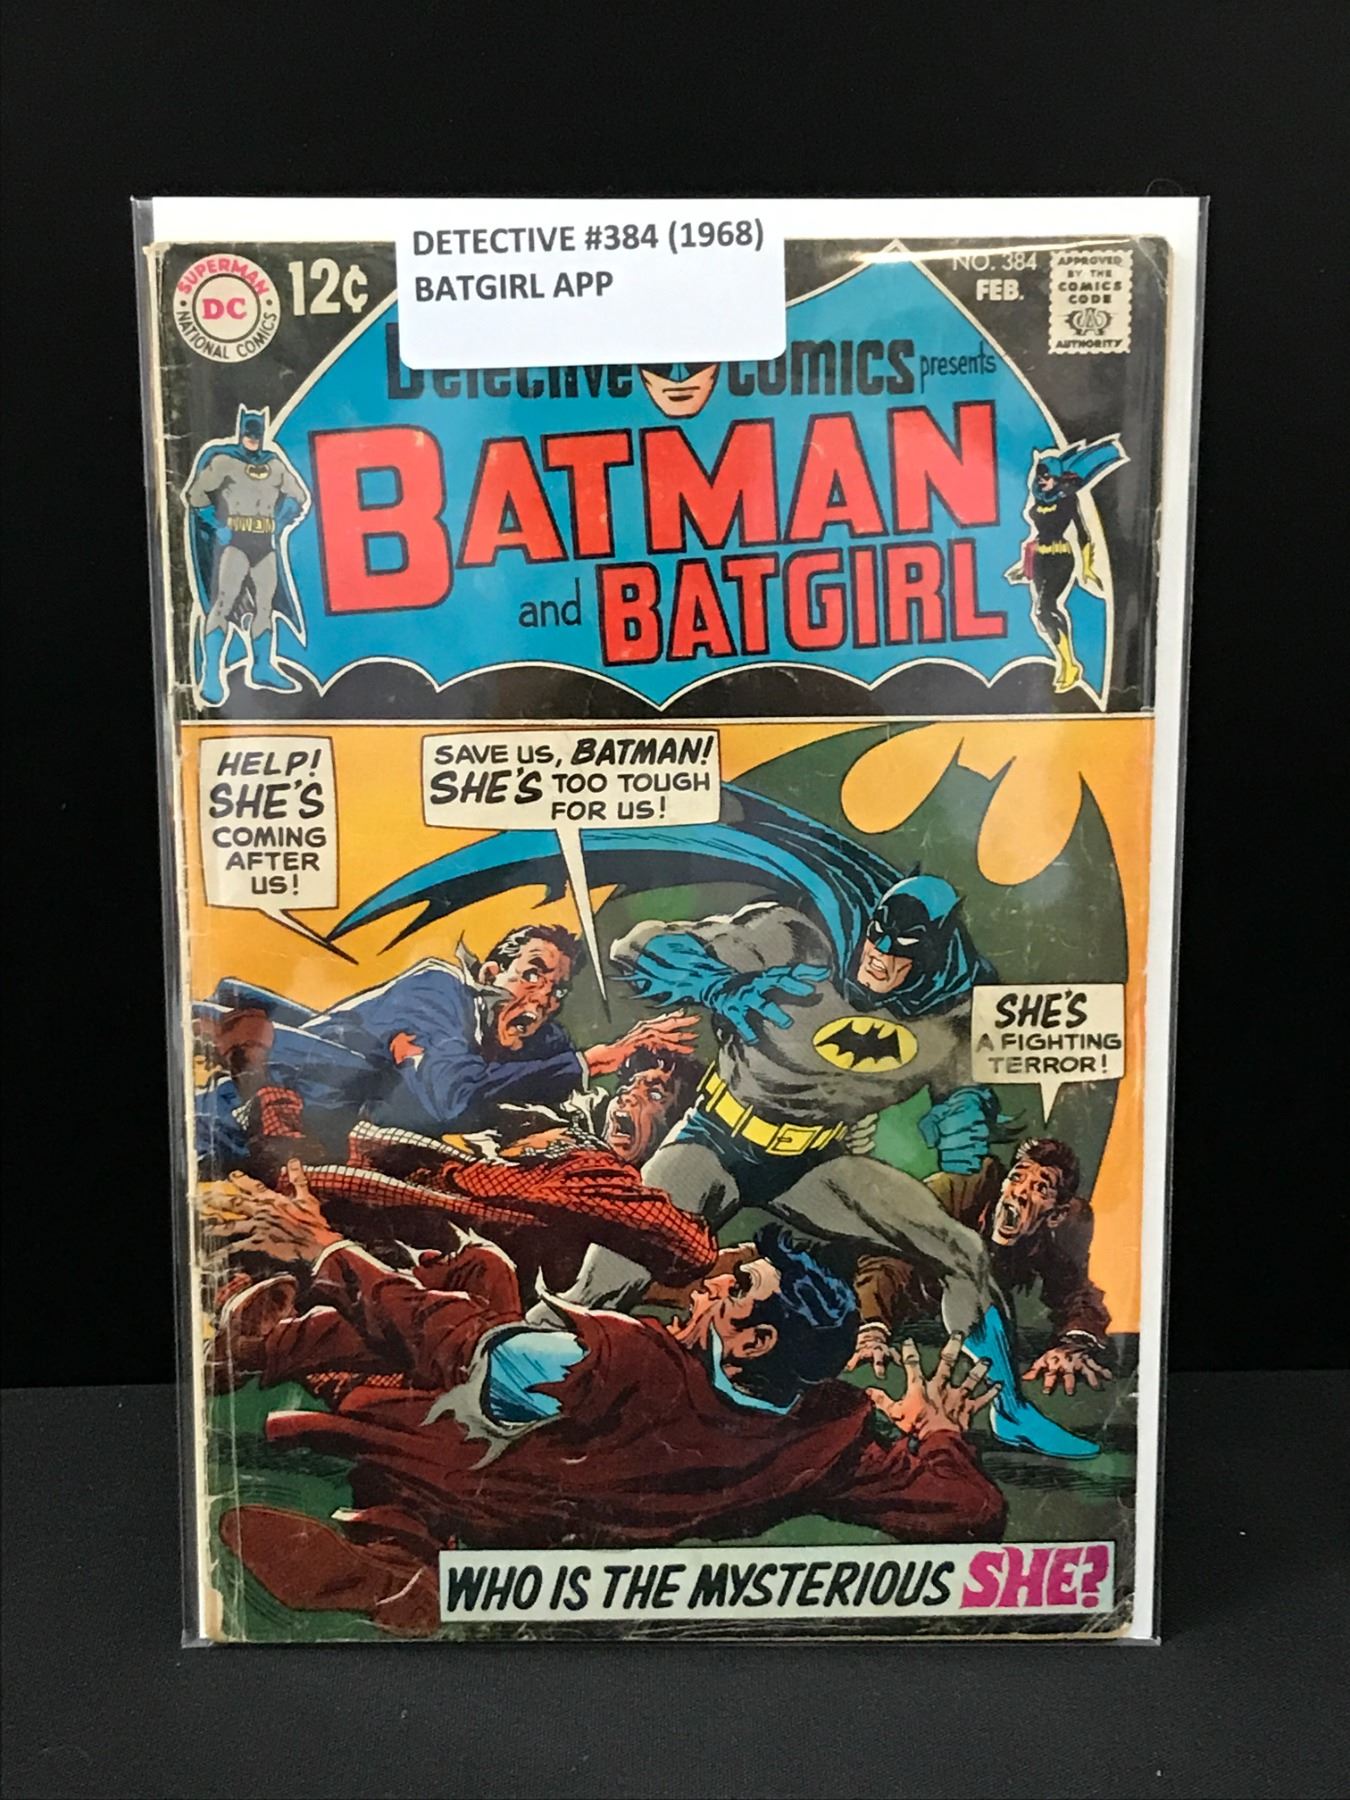 DETECTIVE #384 (1968)
BATGIRL APP
SUPERMAN
DC
NATIONAL COMICS
12¢
NO. 384
FEB.
APPROVED
BY THE
COMICS
CODE
AUTHORITY
Detective COMICS presents
BATMAN
and BATGIRL
HELP!
SHE'S
COMING
AFTER
US!
SAVE US, BATMAN!
SHE'S TOO TOUGH
FOR US!
SHE'S
A FIGHTING
TERROR!
WHO IS THE MYSTERIOUS SHE?